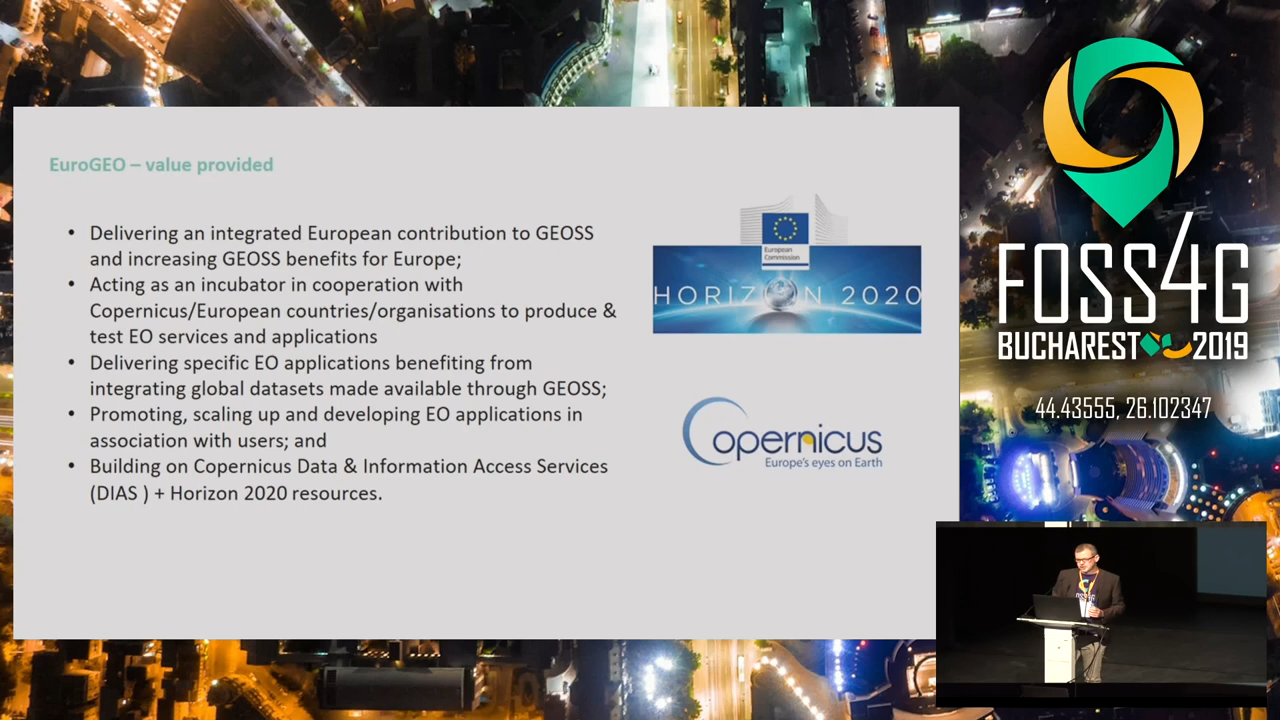 EuroGEO – value provided
• Delivering an integrated European contribution to GEOSS
and increasing GEOSS benefits for Europe;
• Acting as an incubator in cooperation with
Copernicus/European countries/organisations to produce &
test EO services and applications
• Delivering specific EO applications benefiting from
integrating global datasets made available through GEOSS;
• Promoting, scaling up and developing EO applications in
association with users; and
• Building on Copernicus Data & Information Access Services
(DIAS ) + Horizon 2020 resources.
European
Commission
HORIZON 2020
Copernicus
Europe's eyes on Earth
FOSS4G
BUCHAREST 2019
44.43555, 26.102347